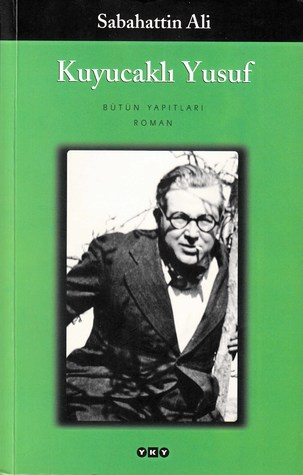 Sabahattin Ali
Kuyucaklı Yusuf
BÜTÜN YAPITLARI
ROMAN
YKY